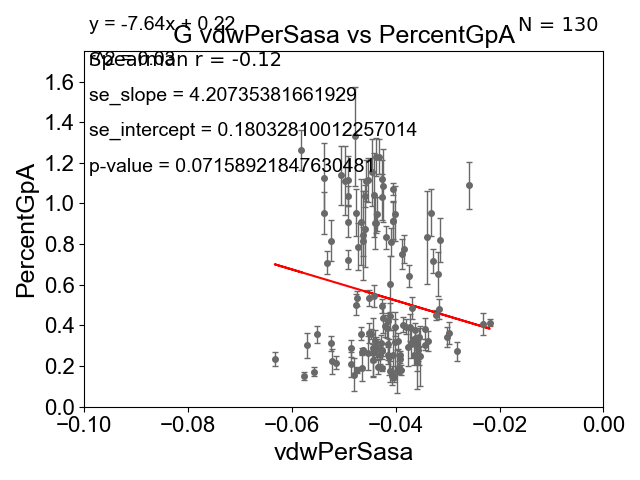 y = -7.64x + 0.22
N = 130
G vdwPerSasa vs PercentGpA
Spearman r = -0.12
se_slope = 4.20735381661929
se_intercept = 0.18032810012257014
p-value = 0.07158921847630481
PercentGpA
1.6
1.4
1.2
1.0
0.8
0.6
0.4
0.2
0.0
−0.10
−0.08
−0.06
−0.04
−0.02
0.00
vdwPerSasa